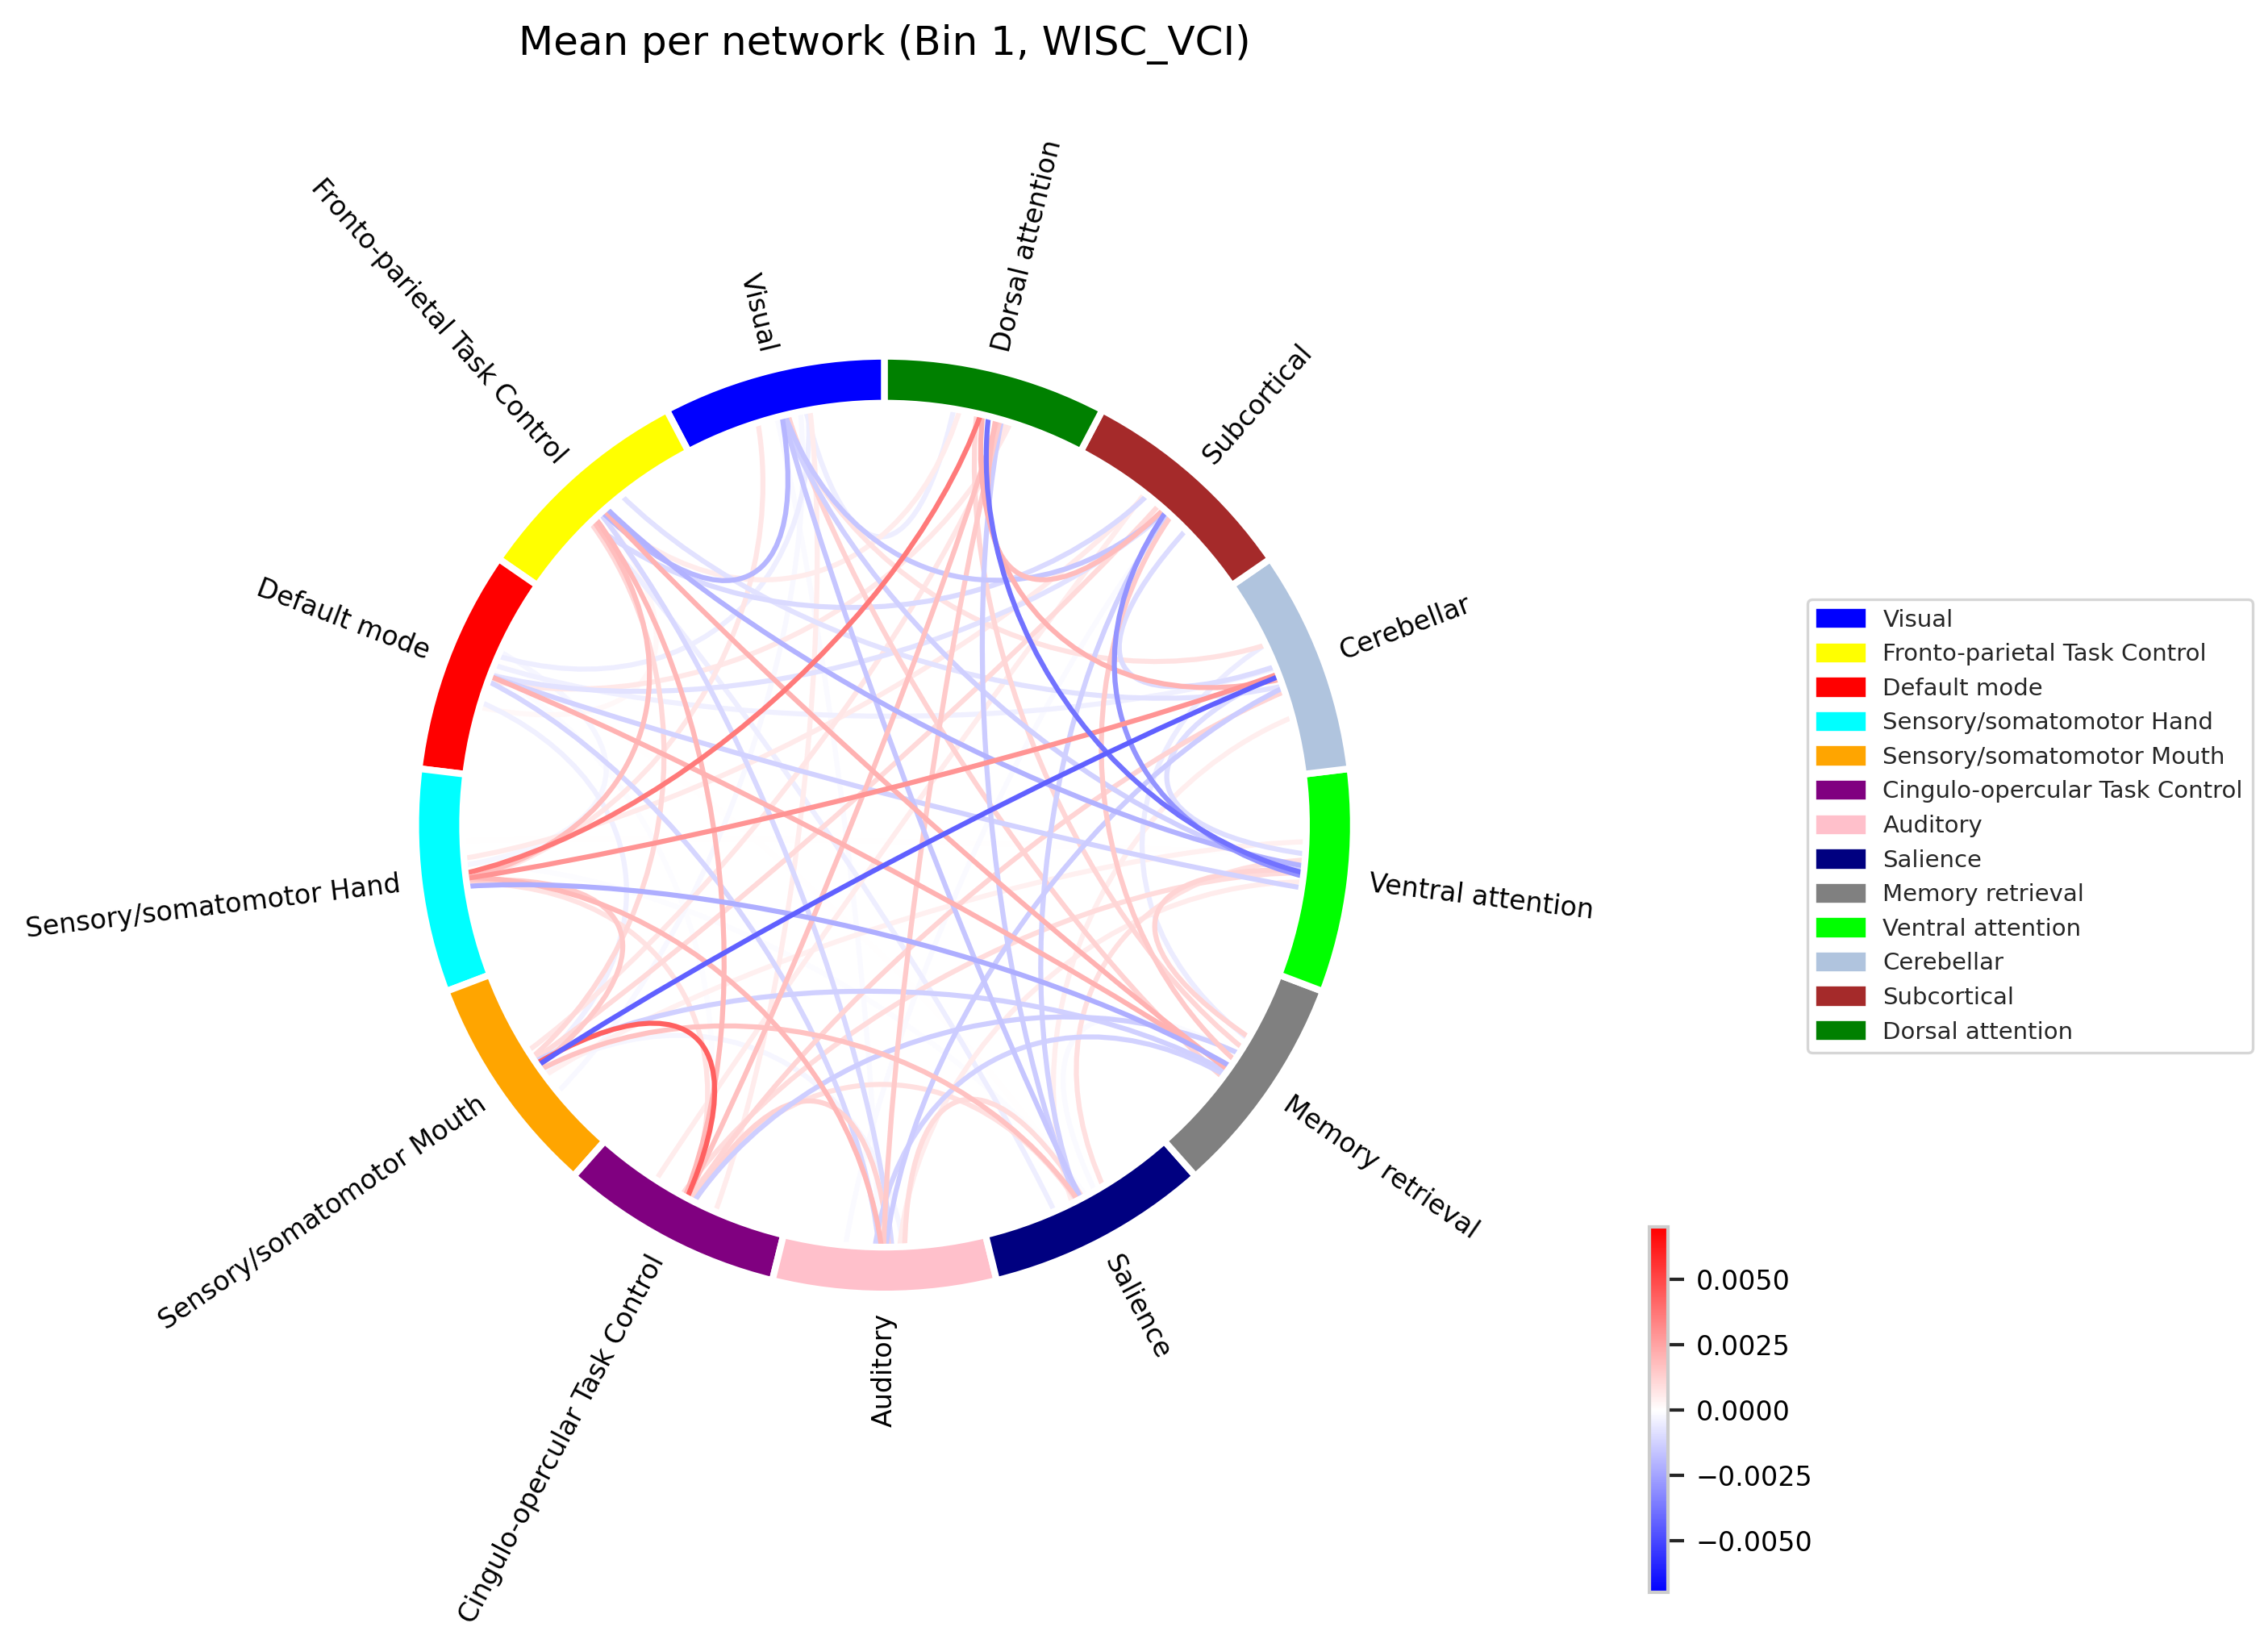 Mean per network (Bin 1, WISC_VCI)
Dorsal attention
Visual
Fronto-parietal Task Control
Subcortical
Default mode
Cerebellar
Sensory/somatomotor Hand
Ventral attention
Sensory/somatomotor Mouth
Memory retrieval
Cingulo-opercular Task Control
Auditory
Salience
Visual
Fronto-parietal Task Control
Default mode
Sensory/somatomotor Hand
Sensory/somatomotor Mouth
Cingulo-opercular Task Control
Auditory
Salience
Memory retrieval
Ventral attention
Cerebellar
Subcortical
Dorsal attention
0.0050
0.0025
0.0000
−0.0025
−0.0050